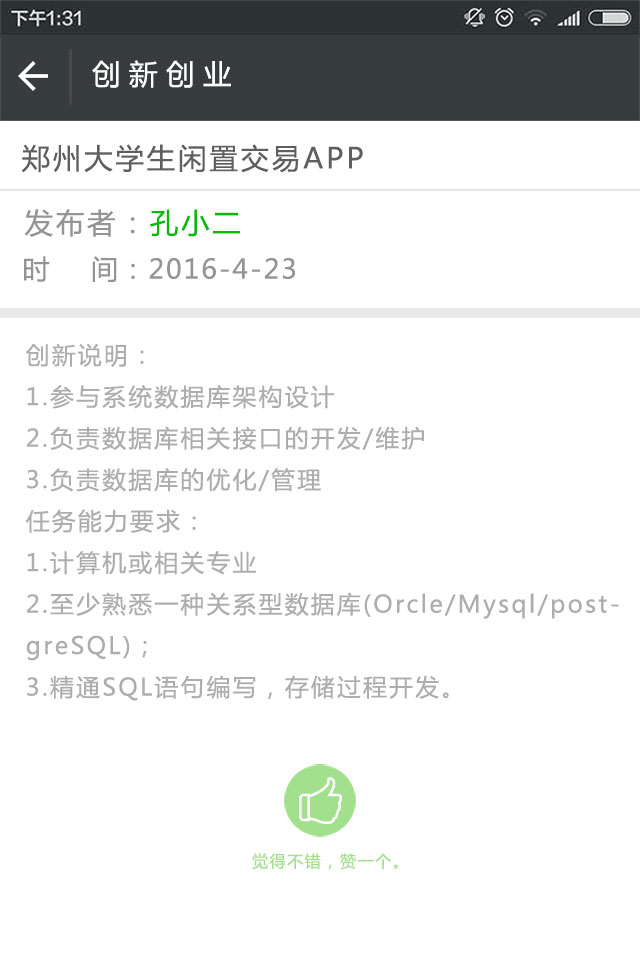 下午1:31
创新创业
郑州大学生闲置交易APP
发布者：孔小二
时 间：2016-4-23
创新说明：
1.参与系统数据库架构设计
2.负责数据库相关接口的开发/维护
3.负责数据库的优化/管理
任务能力要求：
1.计算机或相关专业
2.至少熟悉一种关系型数据库(Orcle/Mysql/post-
greSQL)；
3.精通SQL语句编写，存储过程开发。
觉得不错，赞一个。